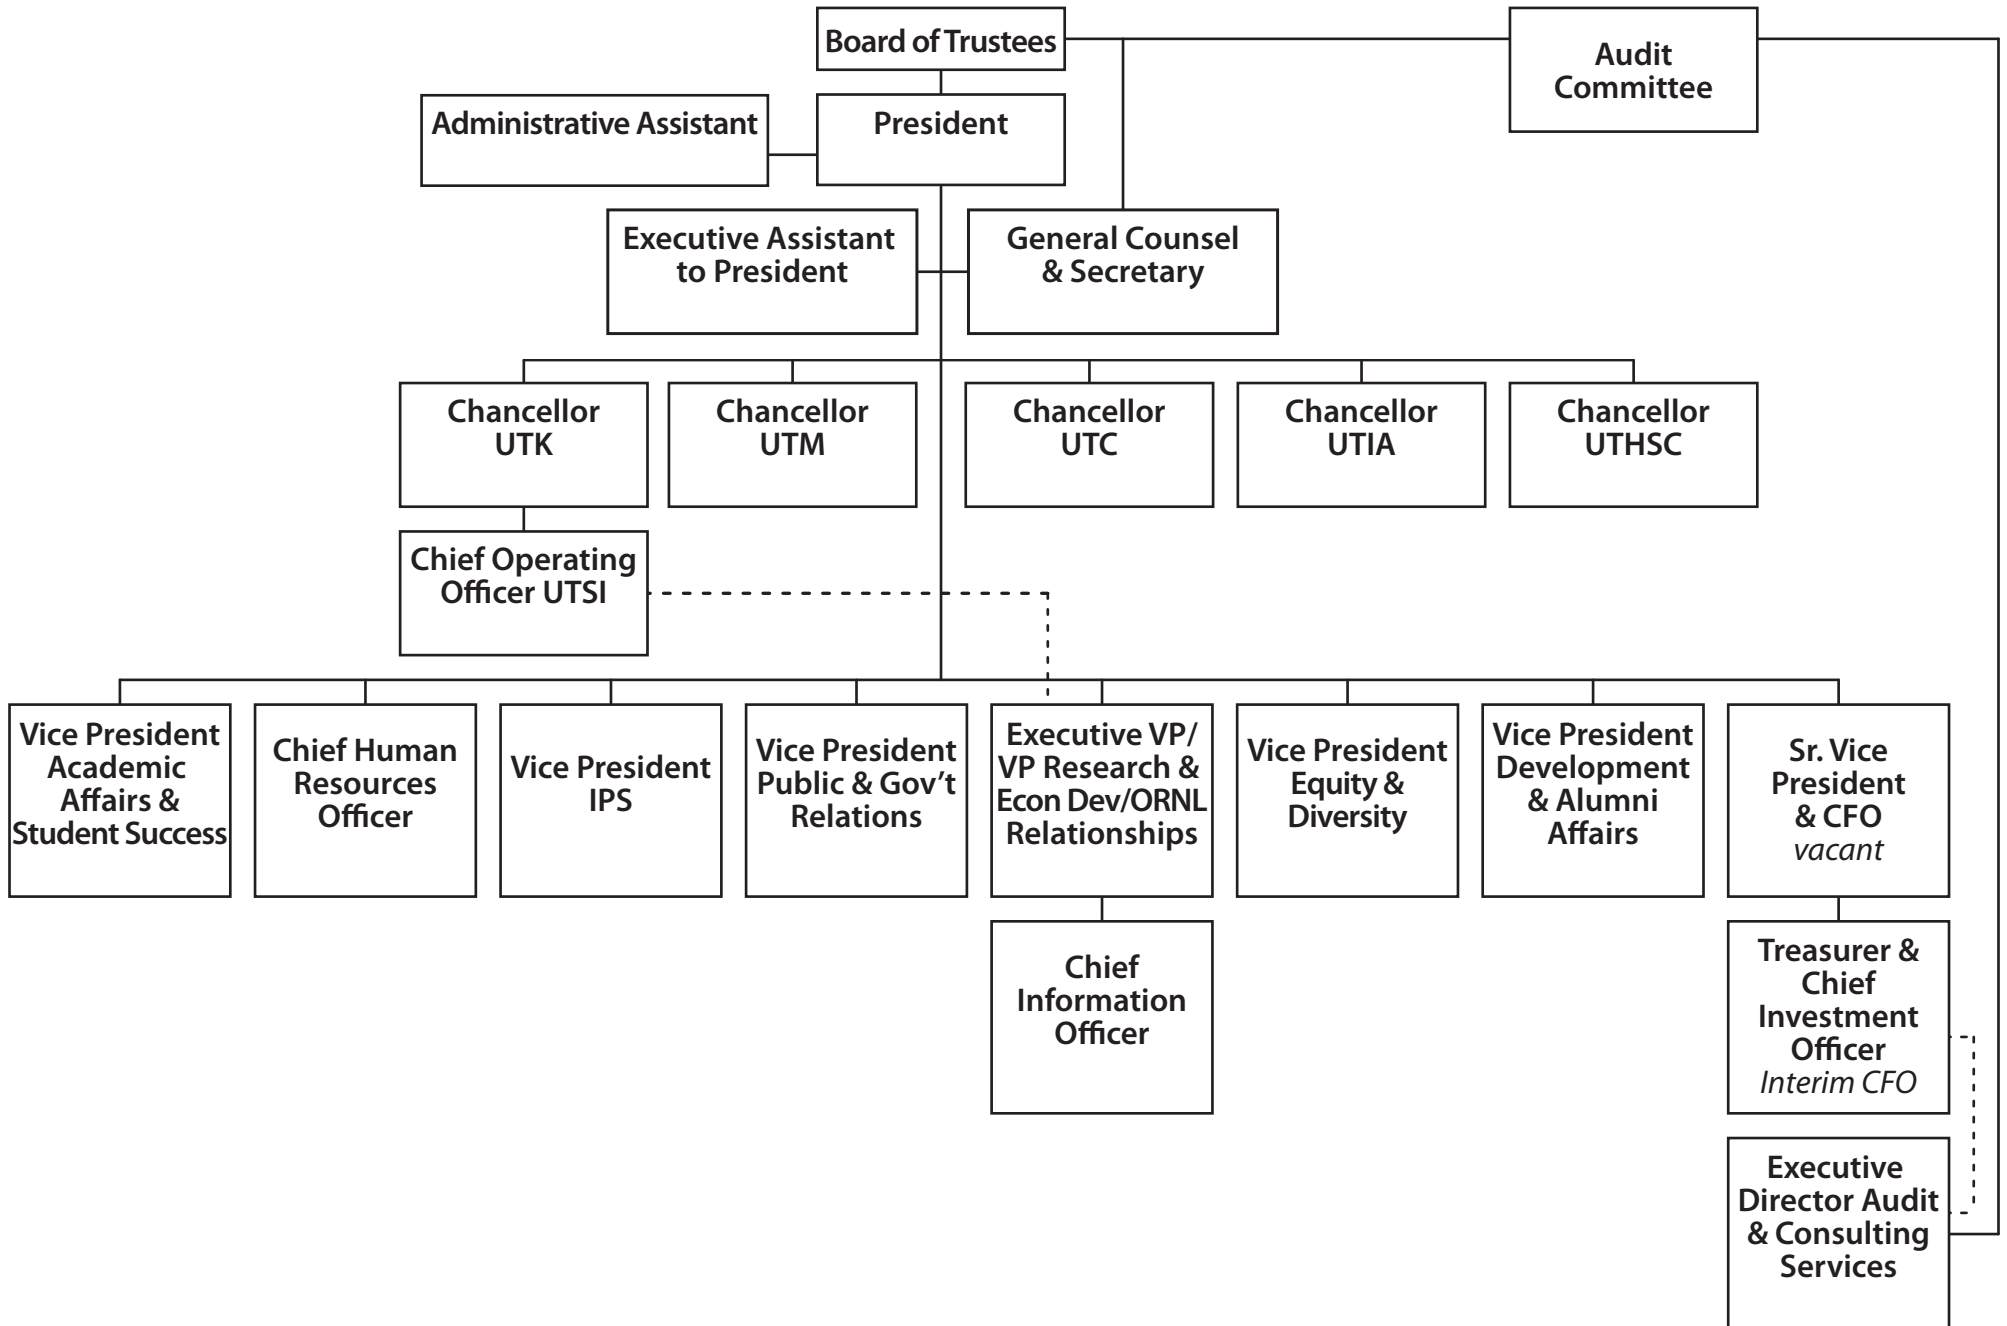 Board of Trustees
Audit
Committee
Administrative Assistant
President
Executive Assistant
to President
General Counsel
& Secretary
Chancellor
UTK
Chancellor
UTM
Chancellor
UTC
Chancellor
UTIA
Chancellor
UTHSC
Chief Operating
Officer UTSI
Vice President
Academic
Affairs &
Student Success
Chief Human
Resources
Officer
Vice President
IPS
Vice President
Public & Gov’t
Relations
Executive VP/
VP Research &
Econ Dev/ORNL
Relationships
Vice President
Equity &
Diversity
Vice President
Development
& Alumni
Affairs
Sr. Vice
President
& CFO
vacant
Chief
Information
Officer
Treasurer &
Chief
Investment
Officer
Interim CFO
Executive
Director Audit
& Consulting
Services